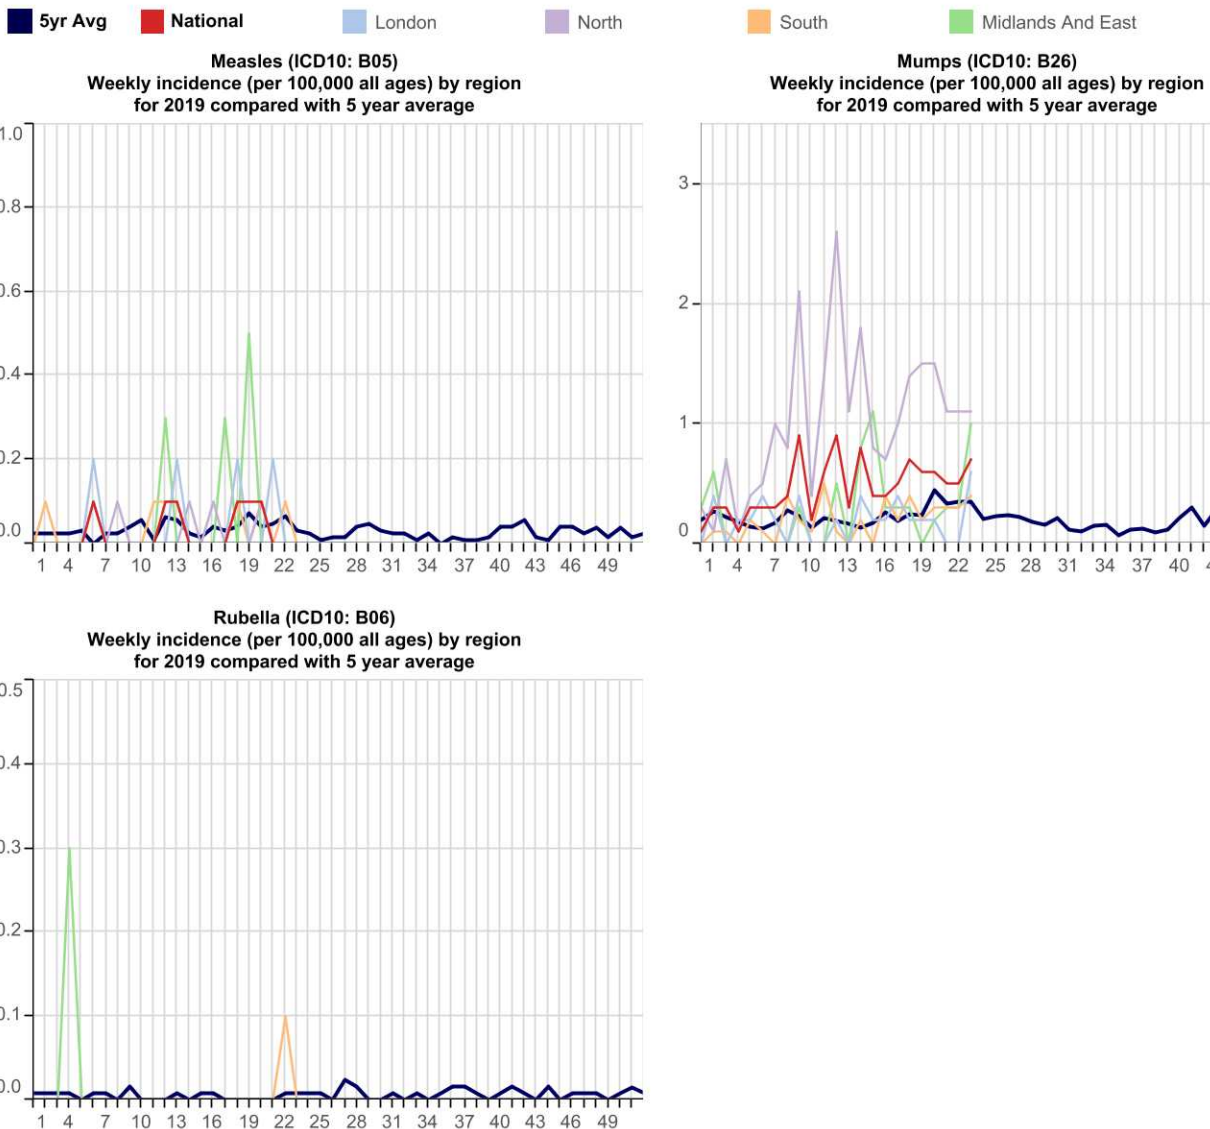 5yr Avg National London North South Midlands And East
Measles (ICD10: B05)
Weekly incidence (per 100,000 all ages) by region
for 2019 compared with 5 year average
1.0
0.8
0.6
0.4
0.2
0.0
1 4 7 10 13 16 19 22 25 28 31 34 37 40 43 46 49
Mumps (ICD10: B26)
Weekly incidence (per 100,000 all ages) by region
for 2019 compared with 5 year average
3
2
1
0
1 4 7 10 13 16 19 22 25 28 31 34 37 40 4
Rubella (ICD10: B06)
Weekly incidence (per 100,000 all ages) by region
for 2019 compared with 5 year average
0.5
0.4
0.3
0.2
0.1
0.0
1 4 7 10 13 16 19 22 25 28 31 34 37 40 43 46 49